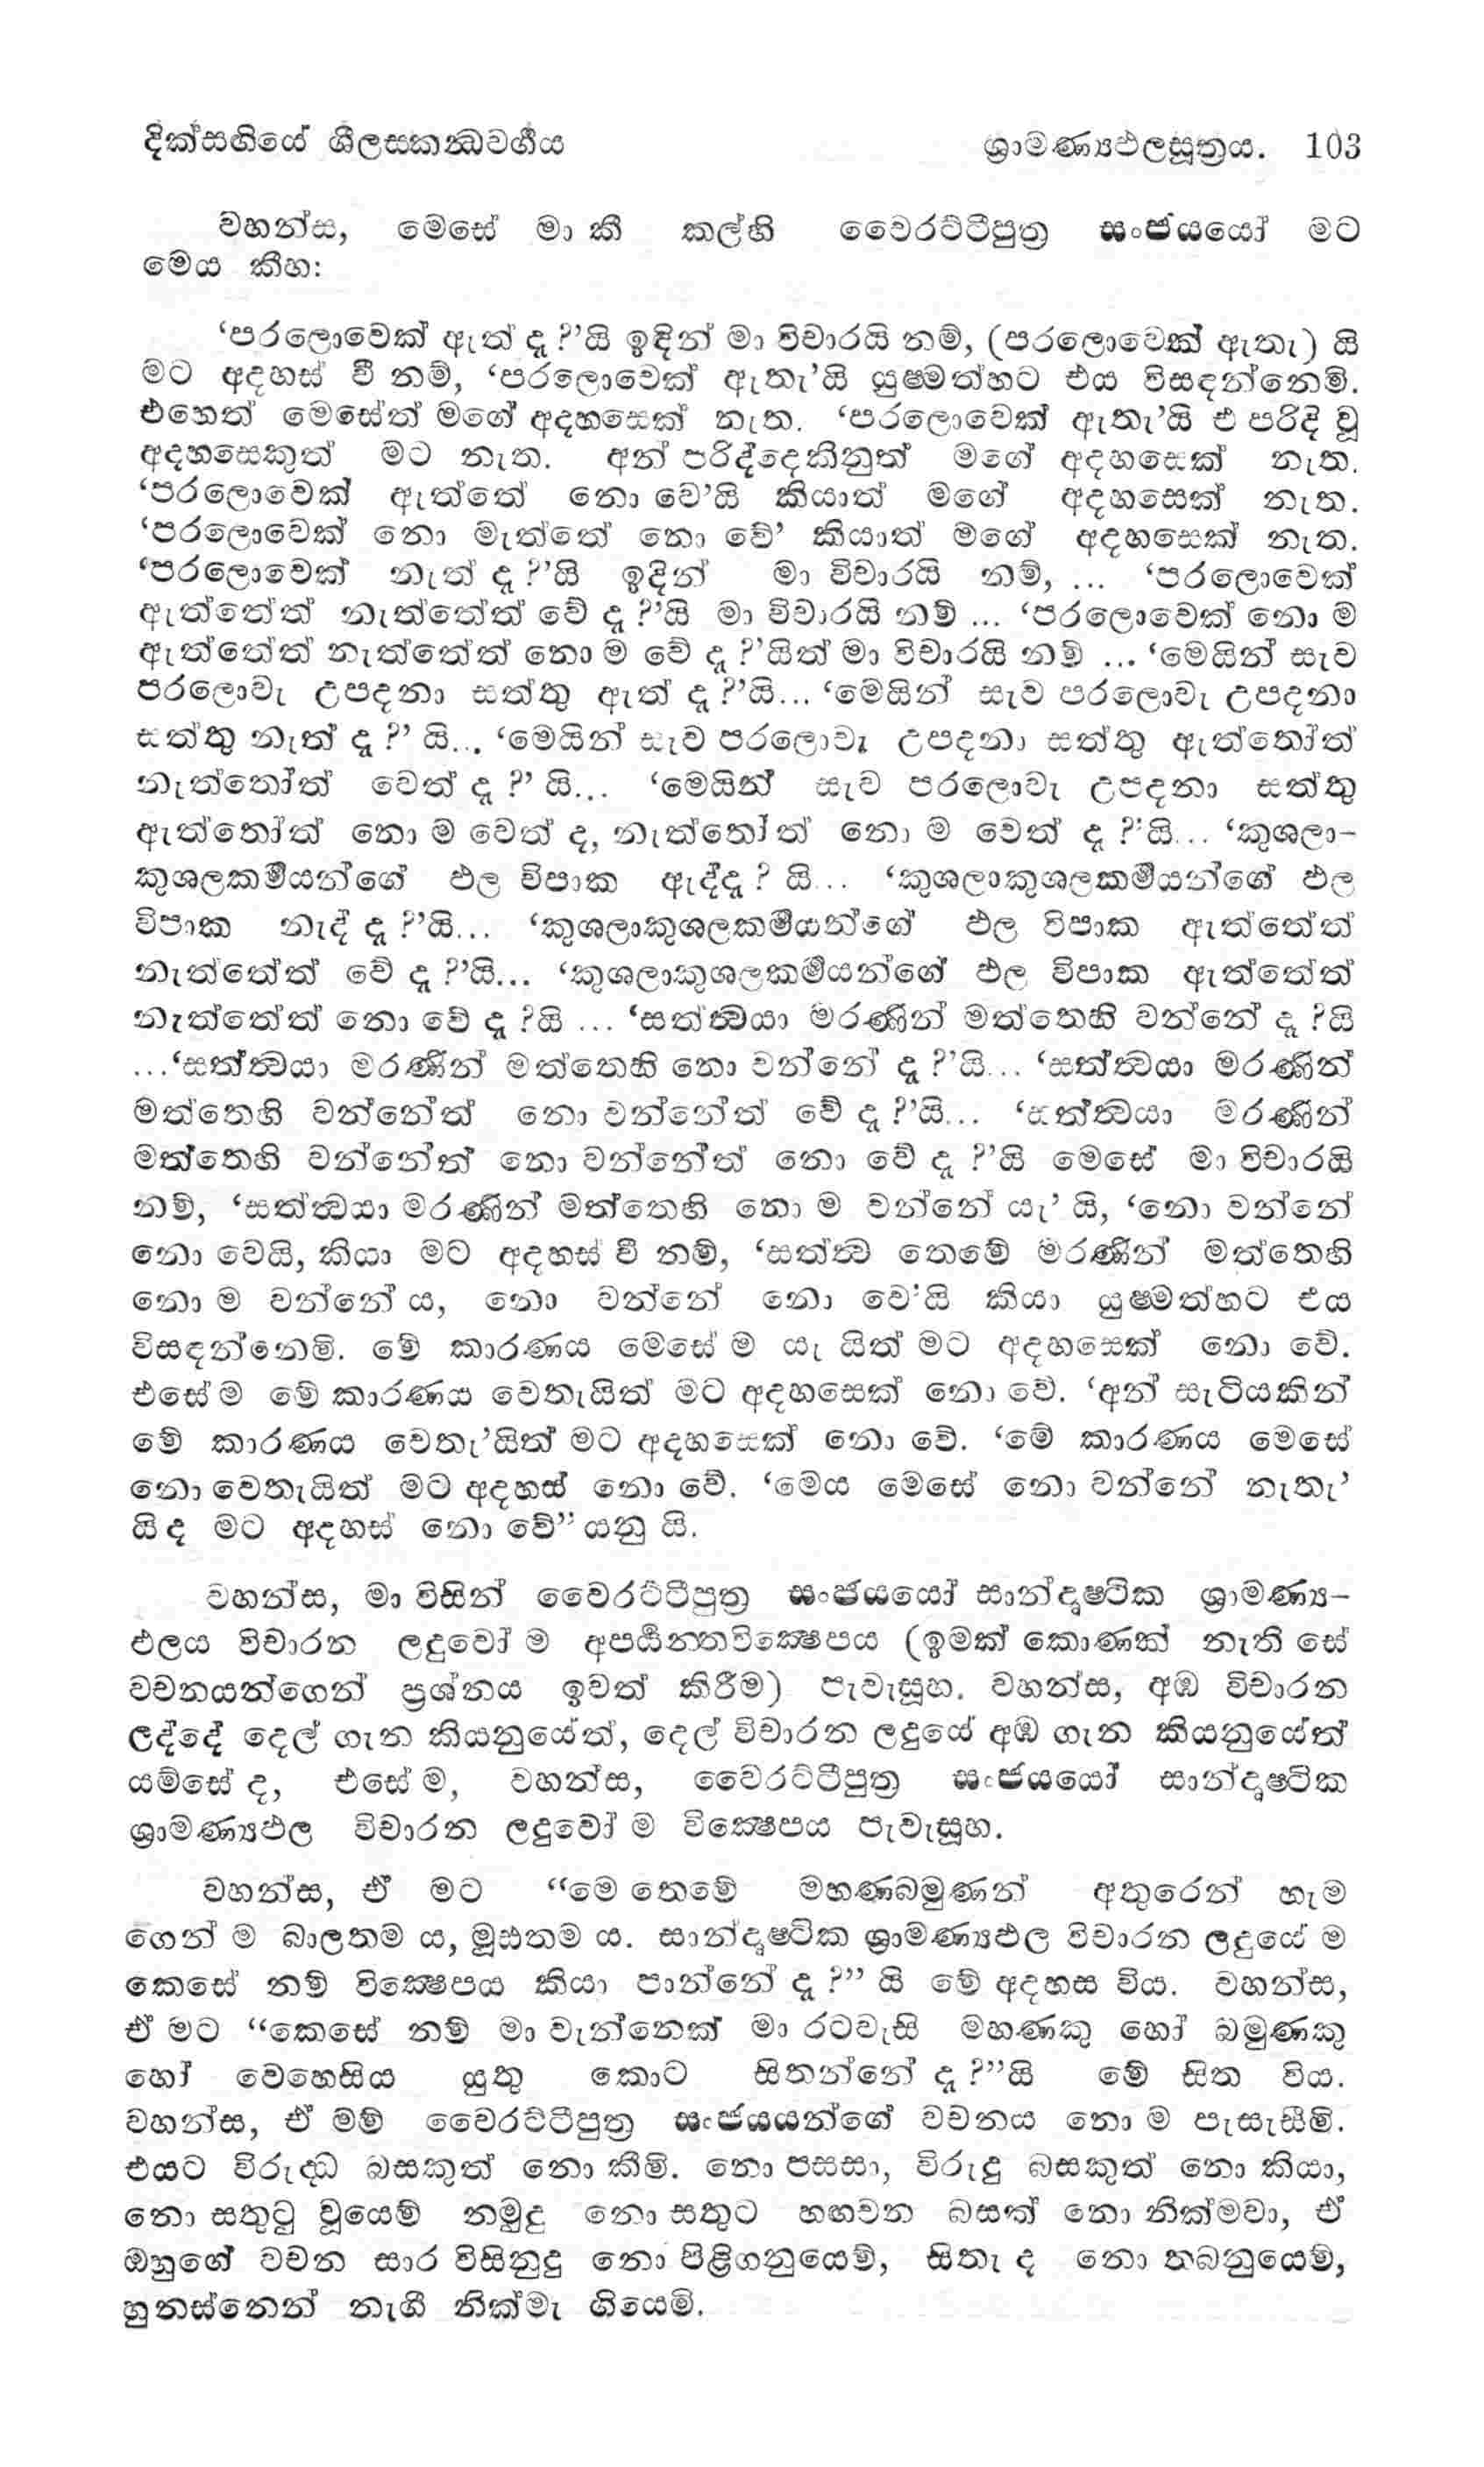 දික්සඟියේ ශීලස්කන්‍ධවර්‍ගය ශ්‍රාමණ්‍යඵලසූත්‍රය. 103
වහන්ස, මෙසේ මා කී කල්හි වෛරට්ටීපුත්‍ර සංජයයෝ මට
මෙය කීහ:
‘පරලොවෙක් ඇත් දූ ?’යි ඉඳින් මා විචාරයි නම්, (පරලොවෙක් ඇතැ) යි
මට අදහස් වී නම්, ‘පරලොවෙක් ඇතැ’යි යුෂ්මත්හට එය විසඳන්නෙමි.
එහෙත් මෙසේත් මගේ අදහසෙක් නැත. ‘පරලොවෙක් ඇතැ’යි එ පරිදි වූ
අදහසෙකුත් මට නැත. අන් පරිද්දෙකිනුත් මගේ අදහසෙක් නැත.
‘පරලොවෙක් ඇත්තේ නො වෙ’යි කියාත් මගේ අදහසෙක් නැත.
‘පරලොවෙක් නො මැත්තේ නො වේ’ කියාත් මගේ අදහසෙක් නැත.
‘පරලොවෙක් නැත් දූ ?’යි ඉදින් මා විචාරයි නම්, ... ‘පරලොවෙක්
ඇත්තේත් නැත්තේත් වේ දූ ?’යි මා විචාරයි නම් ... ‘පරලොවෙක් නො ම
ඇත්තේත් නැත්තේත් නො ම වේ දූ ?’යිත් මා විචාරයි නම් ... ‘මෙයින් සැව
පරලොවැ උපදනා සත්තු ඇත් දූ ?’යි... ‘මෙයින් සැව පරලොවැ උපදනා
සත්තු නැත් දූ ?’ යි... ‘මෙයින් සැව පරලොවැ උපදනා සත්තු ඇත්තෝත්
නැත්තෝත් වෙත් දූ ?’ යි... ‘මෙයින් සැව පරලොවැ උපදනා සත්තු
ඇත්තෝත් නො ම වෙත් ද, නැත්තෝත් නො ම වෙත් දූ ?’යි... ‘කුශලා-
කුශලකර්‍මයන්ගේ ඵල විපාක ඇද්දූ ? යි... ‘කුශලාකුශලකර්‍මයන්ගේ ඵල
විපාක නැද් දූ ?’යි... ‘කුශලාකුශලකර්‍මයන්ගේ ඵල විපාක ඇත්තේත්
නැත්තේත් වේ දූ ?’යි... ‘කුශලාකුශලකර්‍මයන්ගේ ඵල විපාක ඇත්තේත්
නැත්තේත් නො වේ දූ ?යි ... ‘සත්ත්‍වයා මරණින් මත්තෙහි වන්නේ දූ ?යි
...‘සත්ත්‍වයා මරණින් මත්තෙහි නො වන්නේ දූ ?’යි... ‘සත්ත්‍වයා මරණින්
මත්තෙහි වන්නේත් නො වන්නේත් වේ දූ ?’යි... ‘සත්ත්‍වයා මරණින්
මත්තෙහි වන්නේත් නො වන්නේත් නො වේ දූ ?’යි මෙසේ මා විචාරයි
නම්, ‘සත්ත්‍වයා මරණින් මත්තෙහි නො ම වන්නේ යැ’ යි, ‘නො වන්නේ
නො වෙයි, කියා මට අදහස් වී නම්, ‘සත්ත්‍ව තෙමේ මරණින් මත්තෙහි
නො ම වන්නේ ය, නො වන්නේ නො වෙ’යි කියා යුෂ්මත්හට එය
විසඳන්නෙමි. මේ කාරණය මෙසේ ම යැ යිත් මට අදහසෙක් නො වේ.
එසේ ම මේ කාරණය වෙතැයිත් මට අදහසෙක් නො වේ. ‘අන් සැටියකින්
මේ කාරණය වෙතැ’යිත් මට අදහසෙක් නො වේ. ‘මේ කාරණය මෙසේ
නො වෙතැයිත් මට අදහස් නො වේ. ‘මෙය මෙසේ නො වන්නේ නැතැ’
යි ද මට අදහස් නො වේ” යනු යි.
වහන්ස, මා විසින් වෛරට්ටීපුත්‍ර සංජයයෝ සාන්දෘෂ්ටික ශ්‍රාමණ්‍ය-
ඵලය විචාරන ලදුවෝ ම අපර්‍ය්‍යන්තවික්‍ෂෙපය (ඉමක් කොණක් නැති සේ
වචනයන්ගෙන් ප්‍රශ්නය ඉවත් කිරීම) පැවැසූහ. වහන්ස, අඹ විචාරන
ලද්දේ දෙල් ගැන කියනුයේත්, දෙල් විචාරන ලදුයේ අඹ ගැන කියනුයේත්
යම්සේ ද, එසේ ම, වහන්ස, වෛරට්ටීපුත්‍ර සංජයයෝ සාන්දෘෂ්ටික
ශ්‍රාමණ්‍යඵල විචාරන ලදුවෝ ම වික්‍ෂෙපය පැවැසූහ.
වහන්ස, ඒ මට “මෙ තෙමේ මහණබමුණන් අතුරෙන් හැම
ගෙන් ම බාලතම ය, මූඪතම ය. සාන්දෘෂ්ටික ශ්‍රාමණ්‍යඵල විචාරන ලදුයේ ම
කෙසේ නම් වික්‍ෂෙපය කියා පාන්නේ දූ ?” යි මේ අදහස විය. වහන්ස,
ඒ මට “කෙසේ නම් මා වැන්නෙක් මා රටවැසි මහණකු හෝ බමුණකු
හෝ වෙහෙසිය යුතු කොට සිතන්නේ දූ ?”යි මේ සිත විය.
වහන්ස, ඒ මම් වෛරට්ටීපුත්‍ර සංජයයන්ගේ වචනය නො ම පැසැසීමි.
එයට විරුද්‍ධ බසකුත් නො කීමි. නො පසසා, විරුදු බසකුත් නො කියා,
නො සතුටු වූයෙම් නමුදු නො සතුට හඟවන බසක් නො නික්මවා, ඒ
ඔහුගේ වචන සාර විසිනුදු නො පිළිගනුයෙම්, සිතැ ද නො තබනුයෙම්,
හුනස්නෙන් නැගී නික්මැ ගියෙමි.